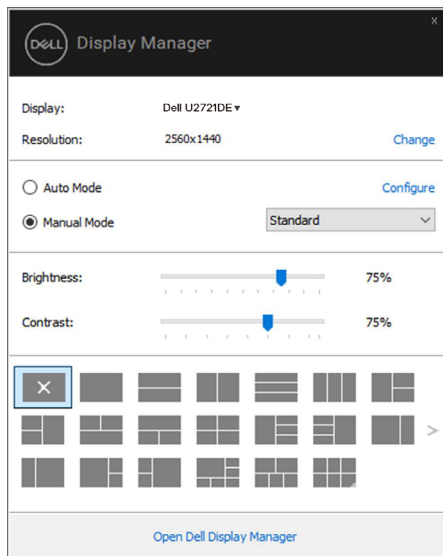 x
DELL Display Manager
Display: Dell U2721DE
Resolution: 2560x1440 Change
Auto Mode Configure
Manual Mode Standard
Brightness: 75%
Contrast: 75%
Open Dell Display Manager